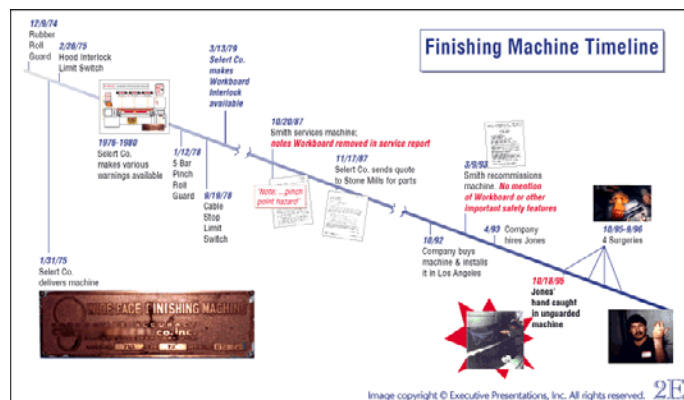 Finishing Machine Timeline
12/9/74
Rubber
Roll
Guard
2/28/75
Hood Interlock
Limit Switch
3/13/79
Selert Co.
makes
Workboard
Interlock
available
1976-1980
Selert Co.
makes various
warnings available
1/12/78
5 Bar
Pinch
Roll
Guard
9/19/78
Cable
Stop
Limit
Switch
1/31/75
Selert Co.
delivers machine
10/20/87
Smith services machine;
notes Workboard removed in service report
"Note: ... pinch
point hazard"
11/17/87
Selert Co. sends quote
to Stone Mills for parts
3/9/93
Smith recommissions
machine. No mention
of Workboard or other
important safety features
10/92
Company buys
machine & installs
it in Los Angeles
4/93 Company
hires Jones
10/18/95
Jones'
hand caught
in unguarded
machine
10/95-9/96
4 Surgeries
WIDE FACE FINISHING MACHINE
co. inc.
Image copyright © Executive Presentations, Inc. All rights reserved. 2E